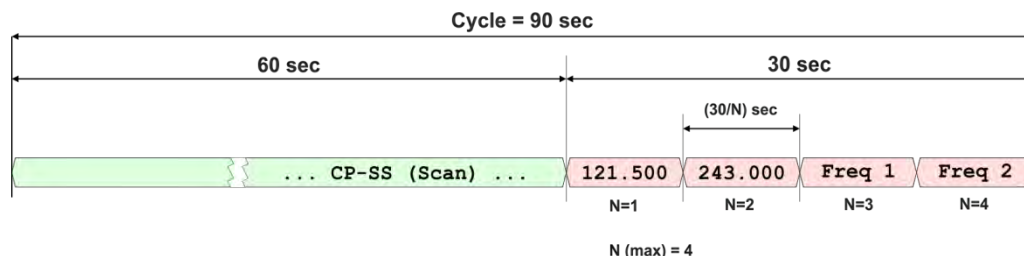 Cycle = 90 sec
60 sec 30 sec
(30/N) sec
... CP-SS (Scan) ... 121.500 243.000 Freq 1 Freq 2
N=1 N=2 N=3 N=4
N (max) = 4